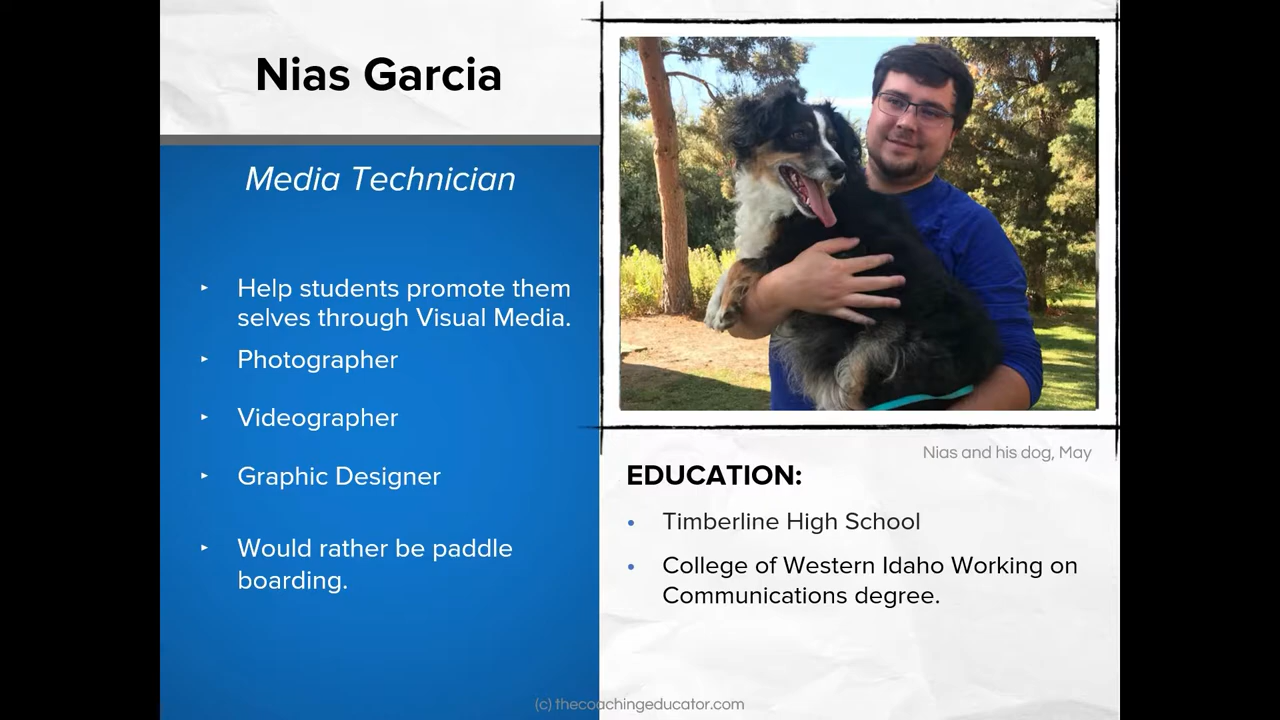 Nias Garcia
Media Technician
Help students promote them
selves through Visual Media.
Photographer
Videographer
Graphic Designer
Would rather be paddle
boarding.
Nias and his dog, May
EDUCATION:
Timberline High School
College of Western Idaho Working on
Communications degree.
(c) thecoachingeducator.com